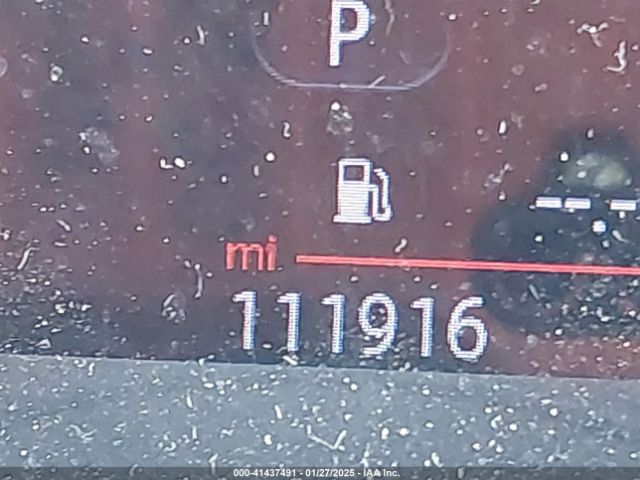 P
-- -
mi
111916
000-41437491 - 01/27/2025 - IAA Inc.